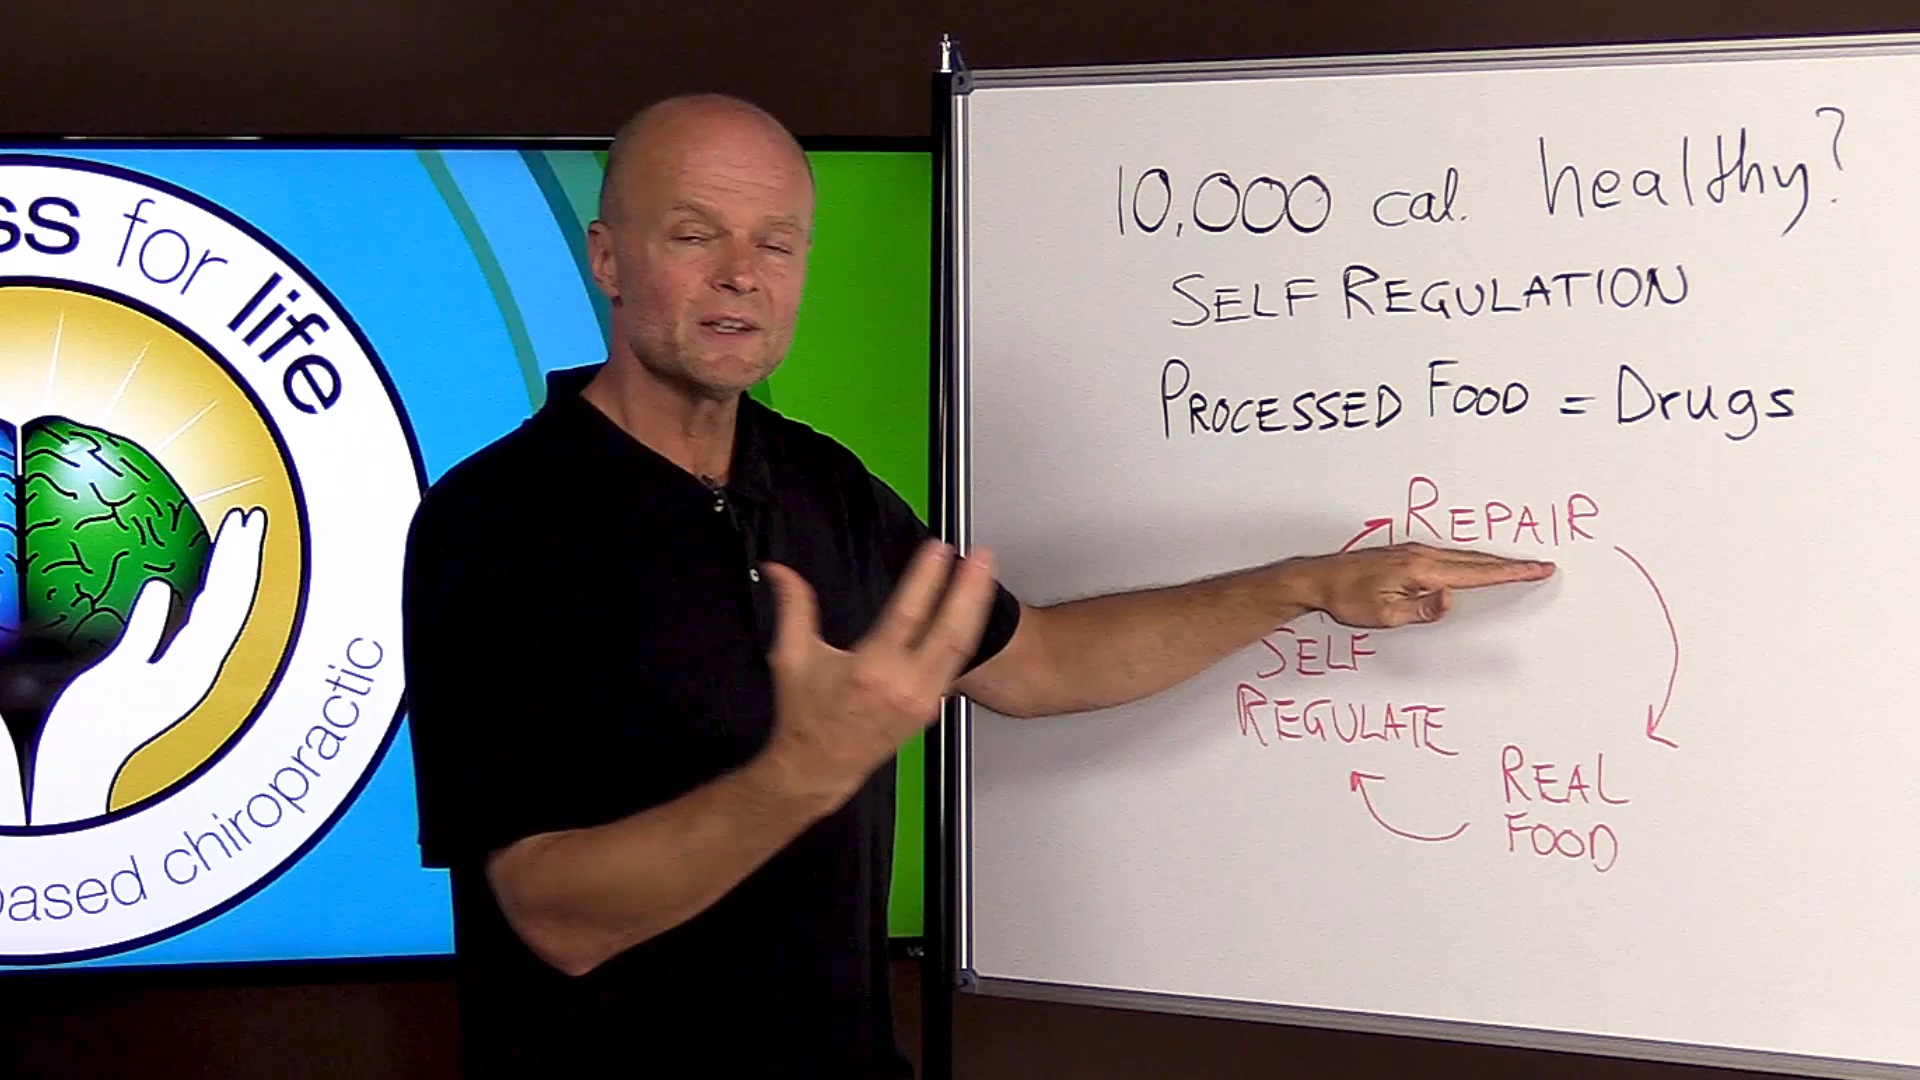 ss for life
based chiropractic
10,000 cal. healthy?
SELF REGULATION
PROCESSED FOOD = Drugs
REPAIR
SELF
REGULATE
REAL
FOOD